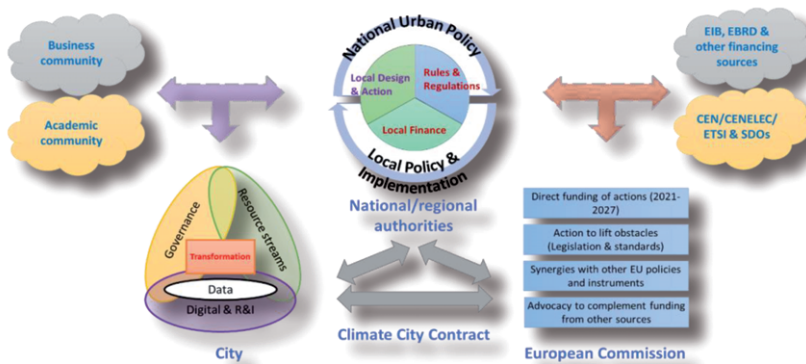 Business
community
Academic
community
National Urban Policy
Local Design
& Action
Rules &
Regulations
Local Finance
Local Policy &
Implementation
National/regional
authorities
EIB, EBRD &
other financing
sources
CEN/CENELEC/
ETSI & SDOs
Governance
Resource streams
Transformation
Data
Digital & R&I
City
Climate City Contract
Direct funding of actions (2021-
2027)
Action to lift obstacles
(Legislation & standards)
Synergies with other EU policies
and instruments
Advocacy to complement funding
from other sources
European Commission